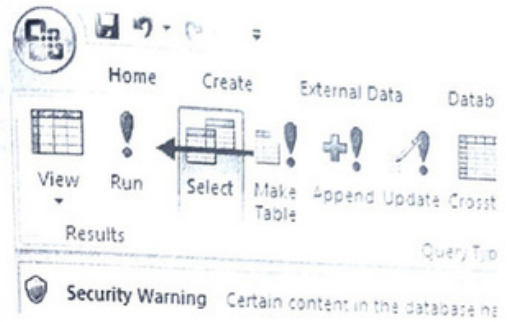 Home Create External Data Datab
View Run Select Make Table Append Update Crosst
Results Query Typ
Security Warning Certain content in the database ha